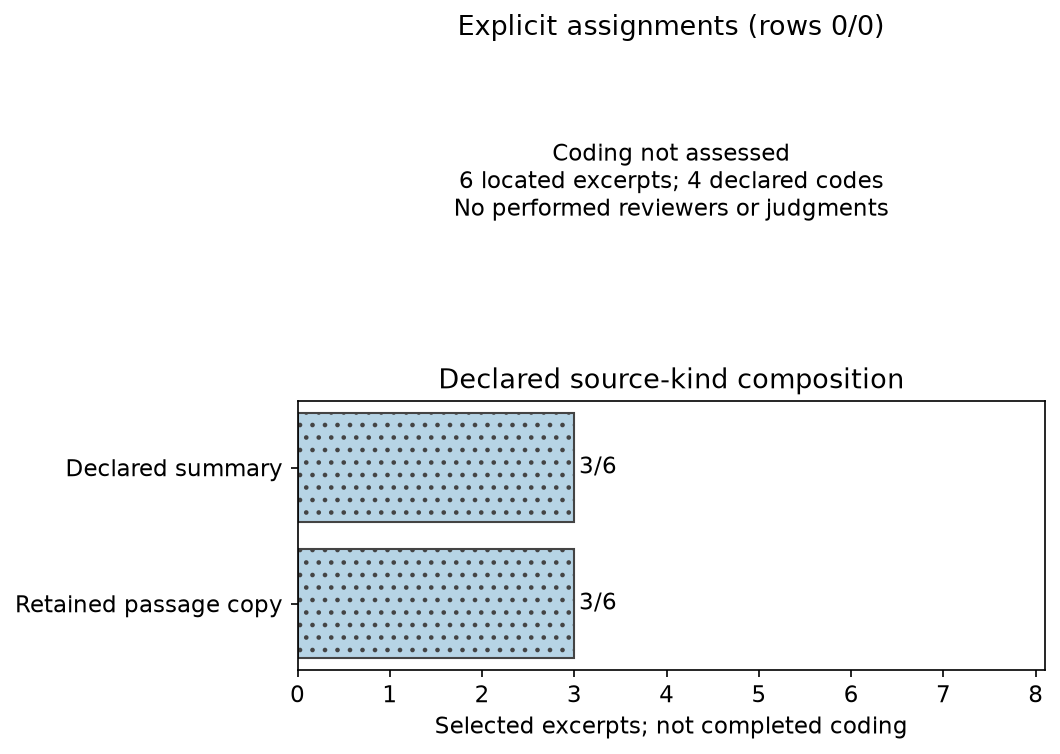 Explicit assignments (rows 0/0)
Coding not assessed
6 located excerpts; 4 declared codes
No performed reviewers or judgments
Declared source-kind composition
Declared summary
3/6
Retained passage copy
3/6
0 1 2 3 4 5 6 7 8
Selected excerpts; not completed coding